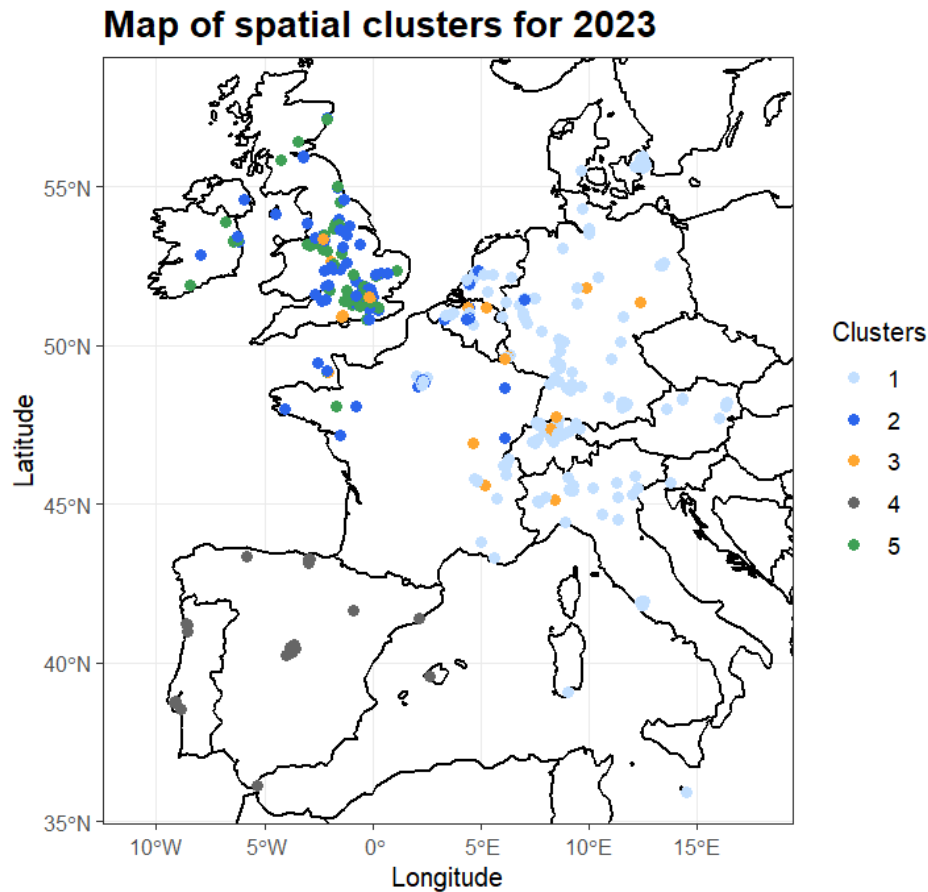 Map of spatial clusters for 2023
55°N
50°N
45°N
40°N
35°N
Latitude
10°W 5°W 0° 5°E 10°E 15°E
Longitude
Clusters
1
2
3
4
5